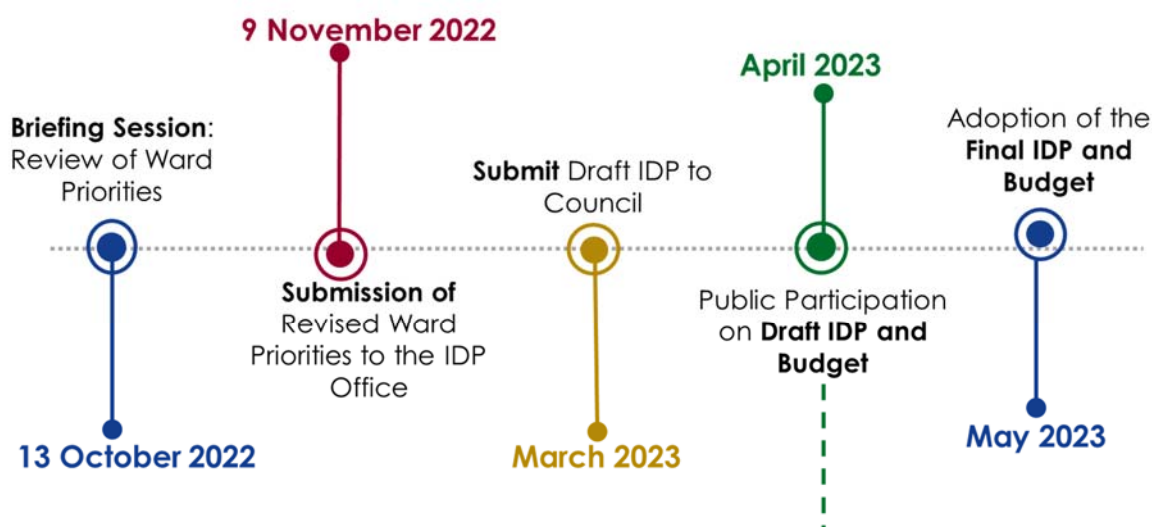 9 November 2022
April 2023
Briefing Session:
Review of Ward
Priorities
Submit Draft IDP to
Council
Adoption of the
Final IDP and
Budget
Submission of
Revised Ward
Priorities to the IDP
Office
Public Participation
on Draft IDP and
Budget
13 October 2022
March 2023
May 2023